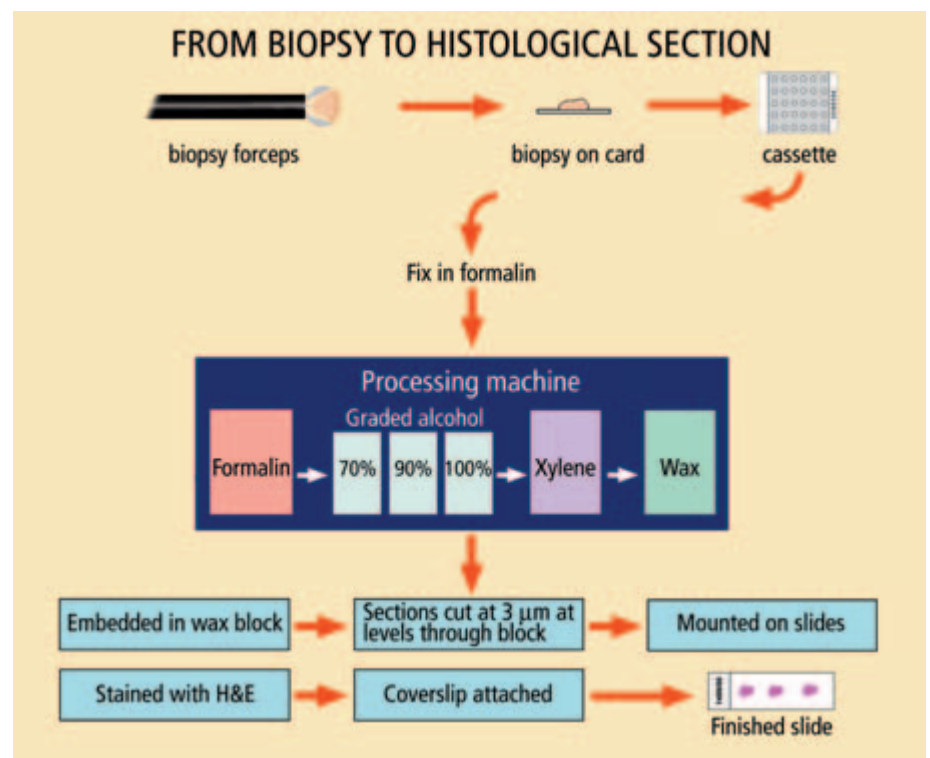 FROM BIOPSY TO HISTOLOGICAL SECTION
biopsy forceps
biopsy on card
cassette
Fix in formalin
Processing machine
Graded alcohol
Formalin
70%
90%
100%
Xylene
Wax
Embedded in wax block
Sections cut at 3 μm at
levels through block
Mounted on slides
Stained with H&E
Coverslip attached
Finished slide